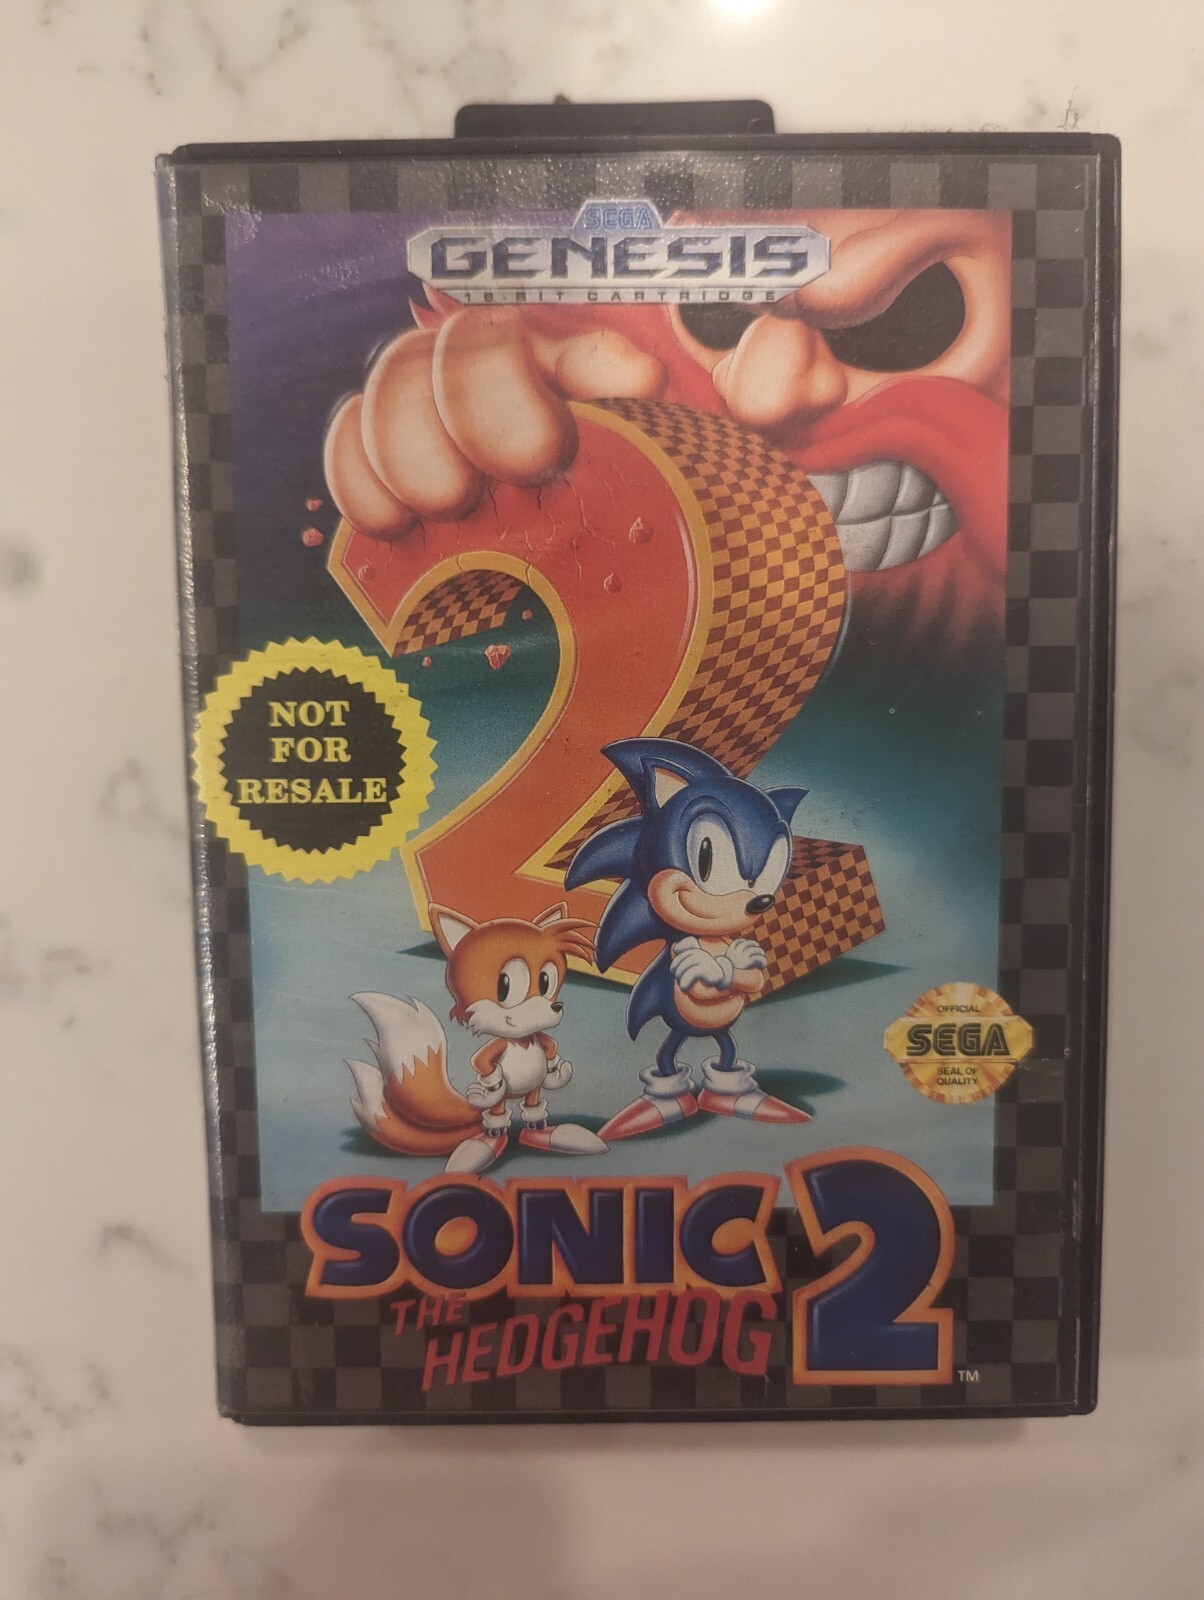 SEGA
GENESIS
16-BIT CARTRIDGE
NOT
FOR
RESALE
OFFICIAL
SEGA
SEAL OF
QUALITY
SONIC 2
THE
HEDGEHOG
TM